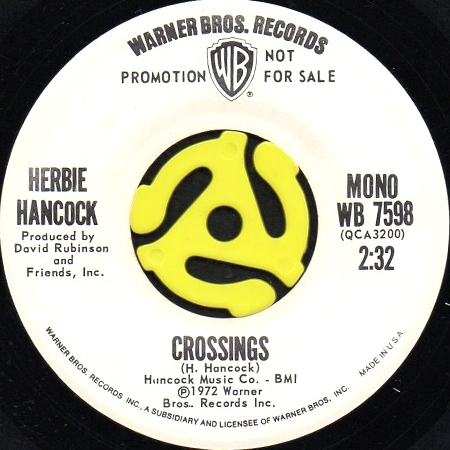 WARNER BROS. RECORDS
PROMOTION NOT FOR SALE
WB
®
HERBIE
HANCOCK
Produced by
David Rubinson
and
Friends, Inc.
MONO
WB 7598
(QCA3200)
2:32
CROSSINGS
(H. Hancock)
Hancock Music Co. - BMI
Ⓟ1972 Warner
Bros. Records Inc.
WARNER BROS. RECORDS INC., A SUBSIDIARY AND LICENSEE OF WARNER BROS. INC.
MADE IN U.S.A.